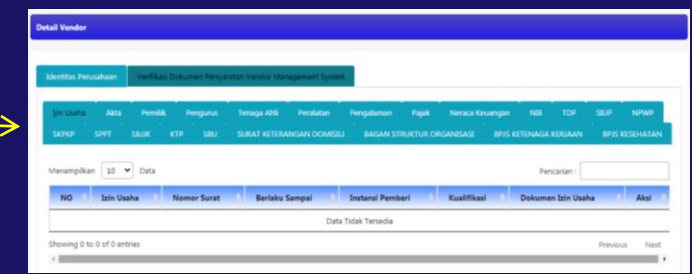 Detail Vendor
Identitas Perusahaan Verifikasi Dokumen Persyaratan Vendor Management System
Ijin Usaha Akta Pemilik Pengurus Tenaga Ahli Peralatan Pengalaman Pajak Neraca Keuangan NIB TDP SIUP NPWP
SKPKP SPPT SIUJK KTP SBU SURAT KETERANGAN DOMISILI BAGAN STRUKTUR ORGANISASI BPJS KETENAGA KERJAAN BPJS KESEHATAN
Menampilkan 10 Data Pencarian :
NO Izin Usaha Nomor Surat Berlaku Sampai Instansi Pemberi Kualifikasi Dokumen Izin Usaha Aksi
Data Tidak Tersedia
Showing 0 to 0 of 0 entries Previous Next